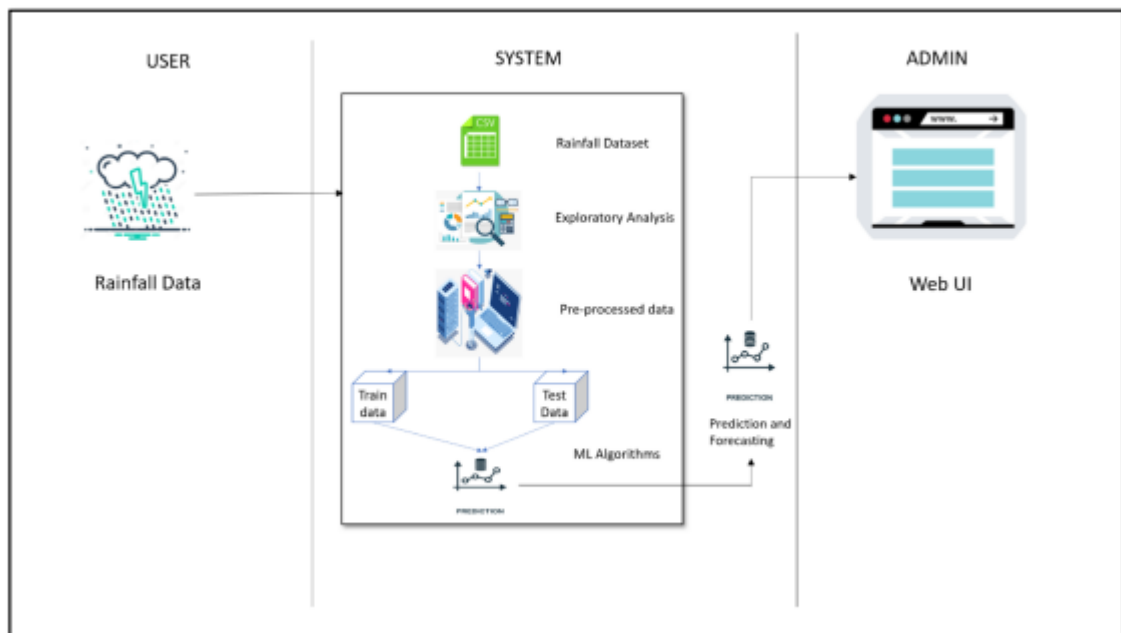 USER
SYSTEM
ADMIN
CSV
Rainfall Dataset
www.
Exploratory Analysis
Rainfall Data
Web UI
Pre-processed data
Train
data
Test
Data
PREDICTION
Prediction and
Forecasting
ML Algorithms
PREDICTION